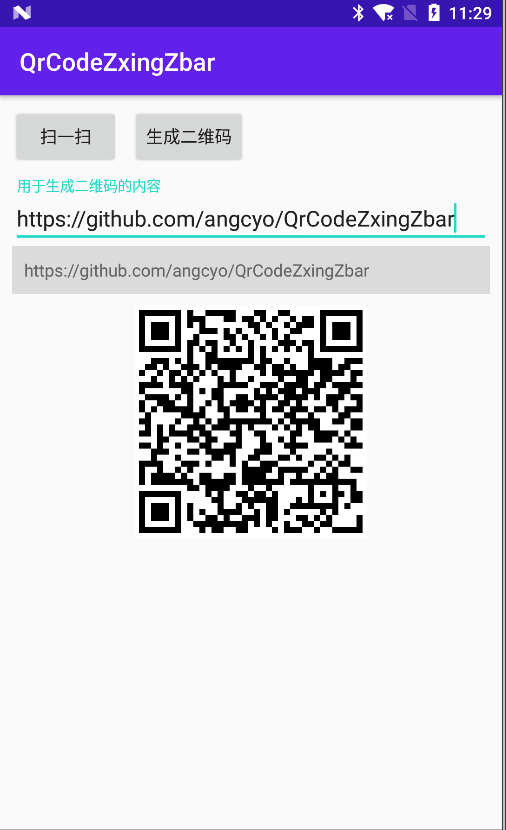 11:29
QrCodeZxingZbar
扫一扫 生成二维码
用于生成二维码的内容
https://github.com/angcyo/QrCodeZxingZbar
https://github.com/angcyo/QrCodeZxingZbar